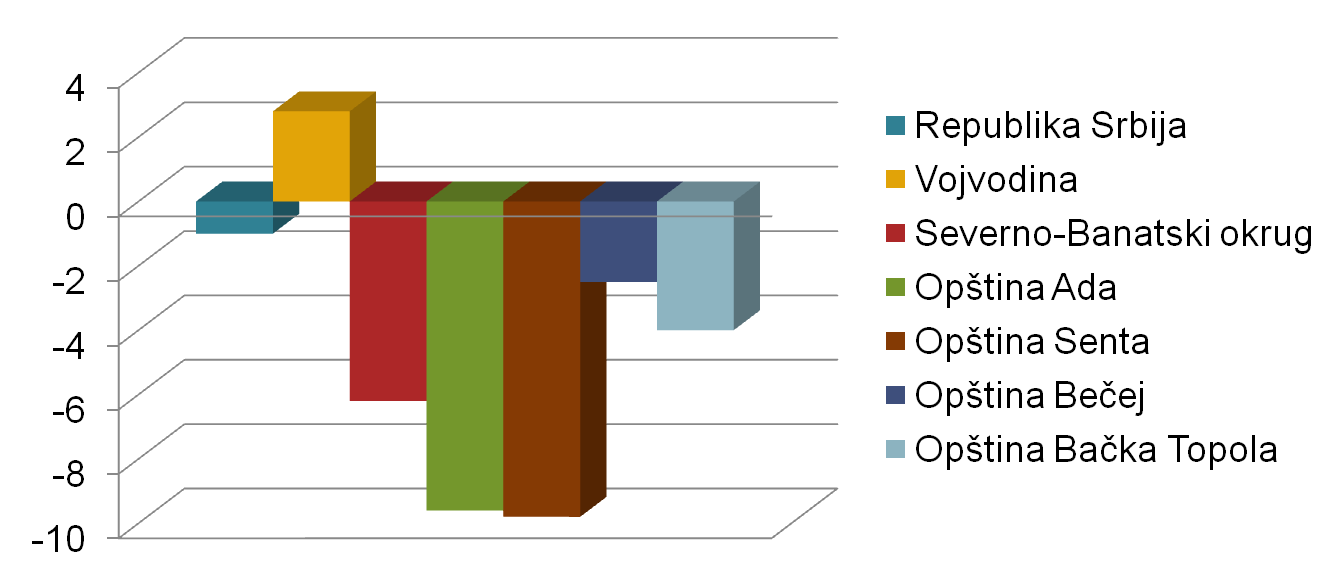 4
2
0
-2
-4
-6
-8
-10
Republika Srbija
Vojvodina
Severno-Banatski okrug
Opština Ada
Opština Senta
Opština Bečej
Opština Bačka Topola